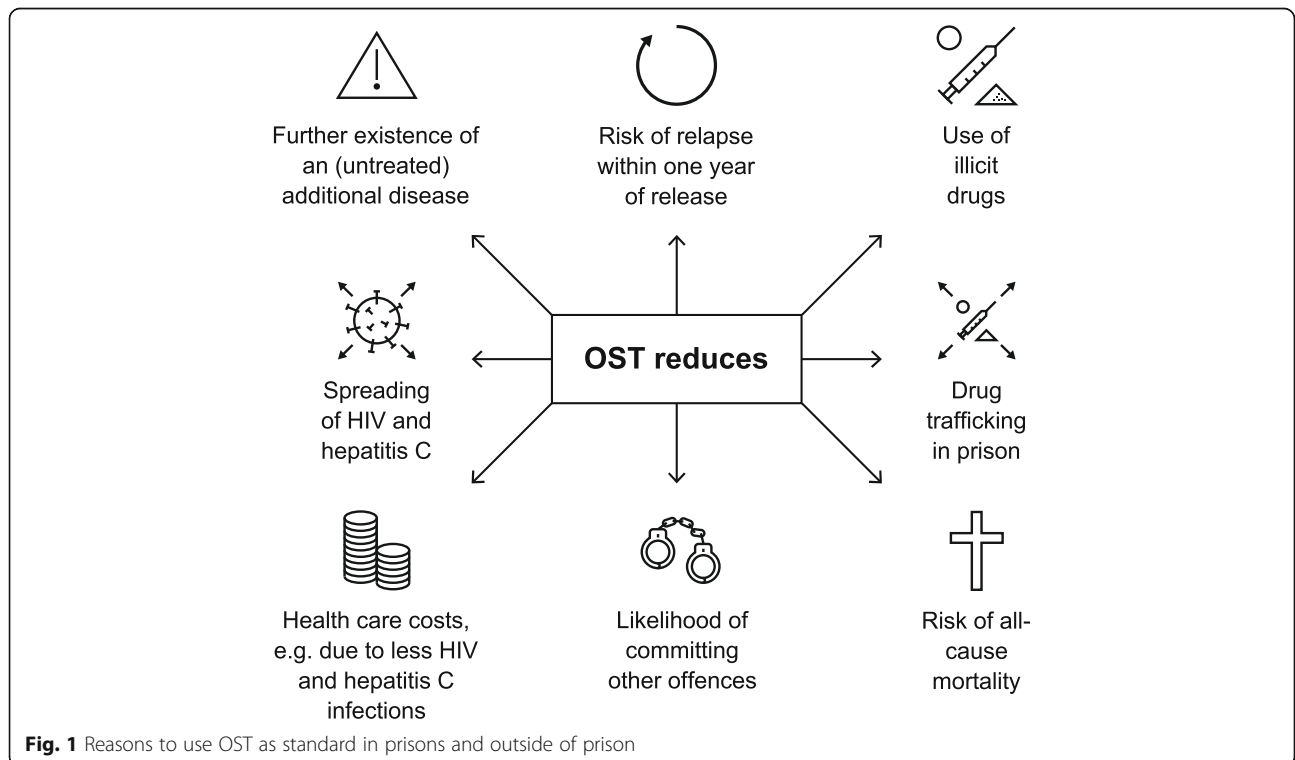 Further existence of
an (untreated)
additional disease
Risk of relapse
within one year
of release
Use of
illicit
drugs
Spreading
of HIV and
hepatitis C
OST reduces
Drug
trafficking
in prison
Health care costs,
e.g. due to less HIV
and hepatitis C
infections
Likelihood of
committing
other offences
Risk of all-
cause
mortality
Fig. 1 Reasons to use OST as standard in prisons and outside of prison